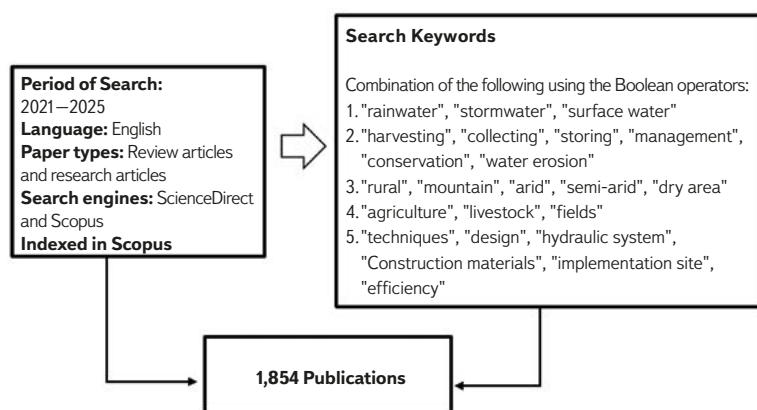 Period of Search:
2021–2025
Language: English
Paper types: Review articles
and research articles
Search engines: ScienceDirect
and Scopus
Indexed in Scopus
Search Keywords
Combination of the following using the Boolean operators:
1. "rainwater", "stormwater", "surface water"
2. "harvesting", "collecting", "storing", "management",
"conservation", "water erosion"
3. "rural", "mountain", "arid", "semi-arid", "dry area"
4. "agriculture", "livestock", "fields"
5. "techniques", "design", "hydraulic system",
"Construction materials", "implementation site",
"efficiency"
1,854 Publications